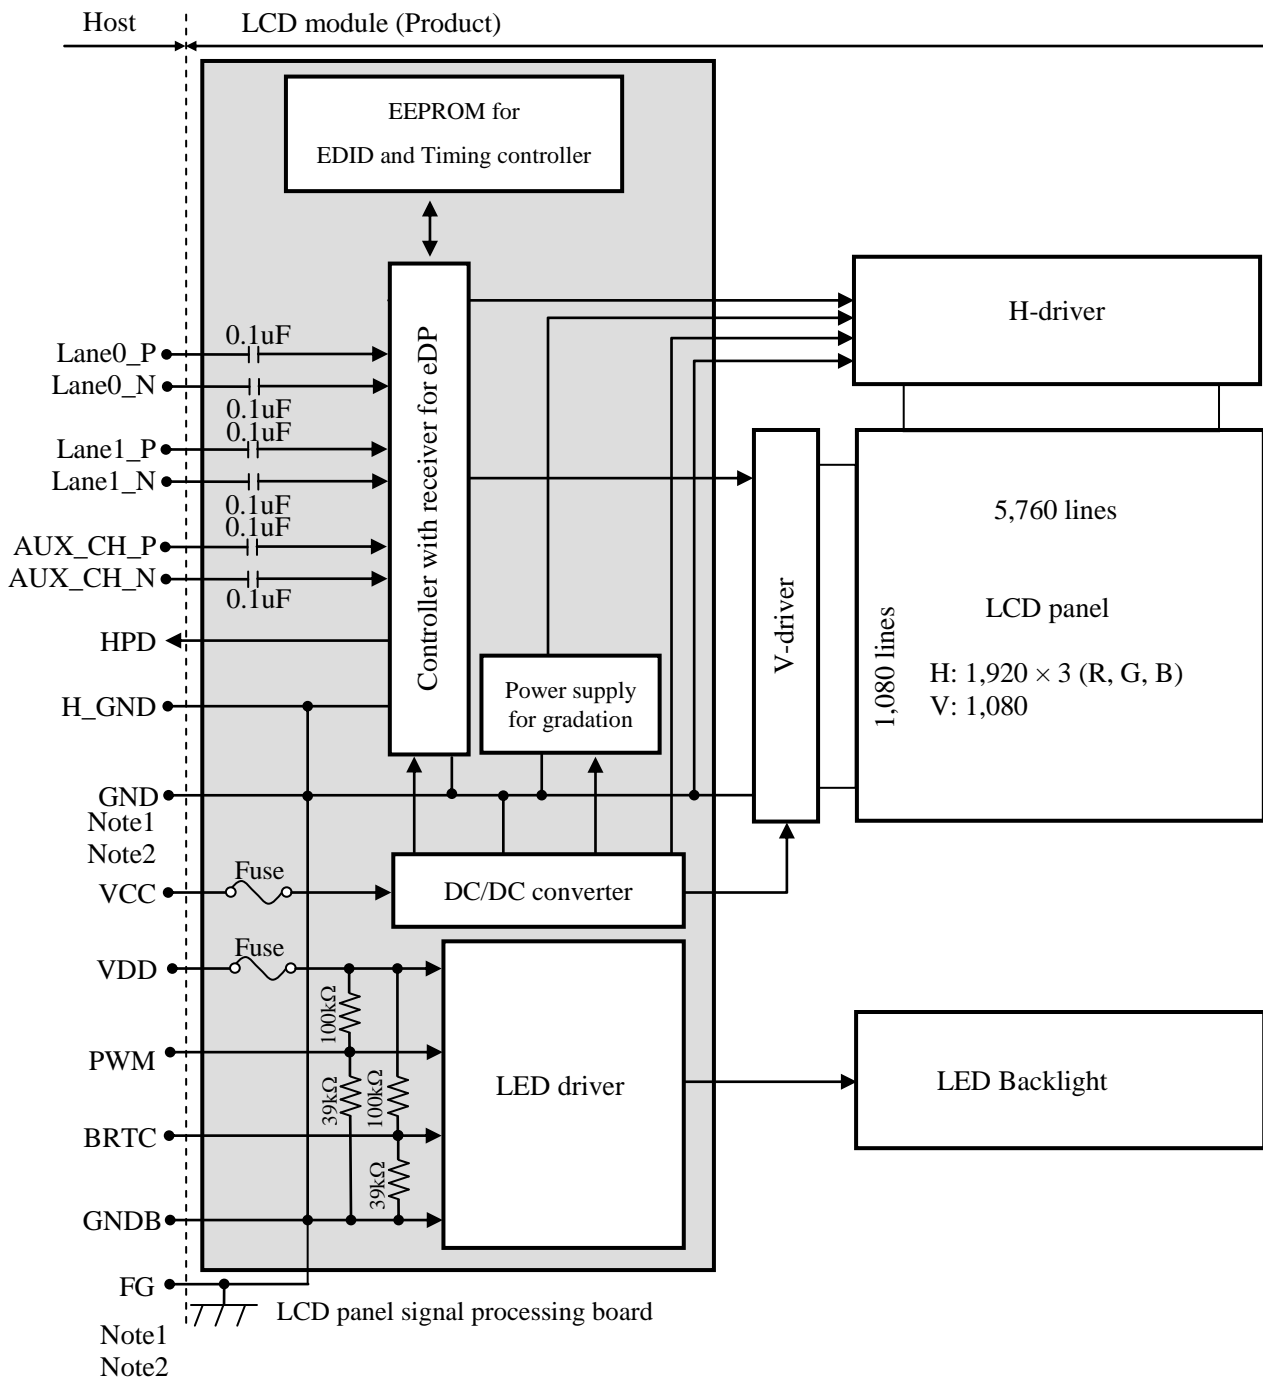 Host
LCD module (Product)
EEPROM for
EDID and Timing controller
Controller with receiver for eDP
H-driver
0.1uF
Lane0_P
Lane0_N
0.1uF
0.1uF
Lane1_P
Lane1_N
0.1uF
0.1uF
AUX_CH_P
AUX_CH_N
0.1uF
HPD
H_GND
Power supply
for gradation
V-driver
5,760 lines
1,080 lines
LCD panel
H: 1,920 × 3 (R, G, B)
V: 1,080
GND
Note1
Note2
VCC
Fuse
DC/DC converter
VDD
Fuse
100kΩ
PWM
39kΩ
100kΩ
LED driver
LED Backlight
BRTC
39kΩ
GNDB
FG
LCD panel signal processing board
Note1
Note2